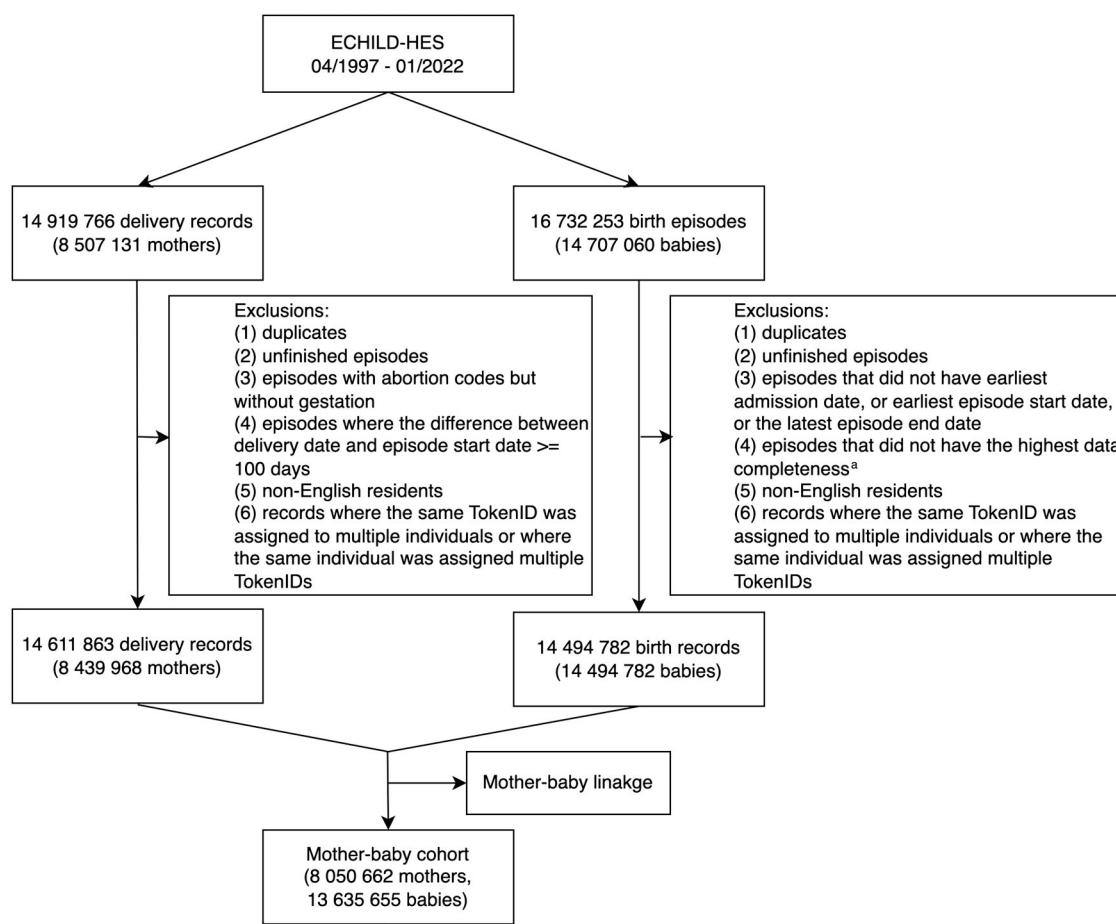 ECHILD-HES
04/1997 - 01/2022
14 919 766 delivery records
(8 507 131 mothers)
16 732 253 birth episodes
(14 707 060 babies)
Exclusions:
(1) duplicates
(2) unfinished episodes
(3) episodes with abortion codes but
without gestation
(4) episodes where the difference between
delivery date and episode start date >=
100 days
(5) non-English residents
(6) records where the same TokenID was
assigned to multiple individuals or where
the same individual was assigned multiple
TokenIDs
Exclusions:
(1) duplicates
(2) unfinished episodes
(3) episodes that did not have earliest
admission date, or earliest episode start date,
or the latest episode end date
(4) episodes that did not have the highest data
completenessᵃ
(5) non-English residents
(6) records where the same TokenID was
assigned to multiple individuals or where the
same individual was assigned multiple
TokenIDs
14 611 863 delivery records
(8 439 968 mothers)
14 494 782 birth records
(14 494 782 babies)
Mother-baby linakge
Mother-baby cohort
(8 050 662 mothers,
13 635 655 babies)